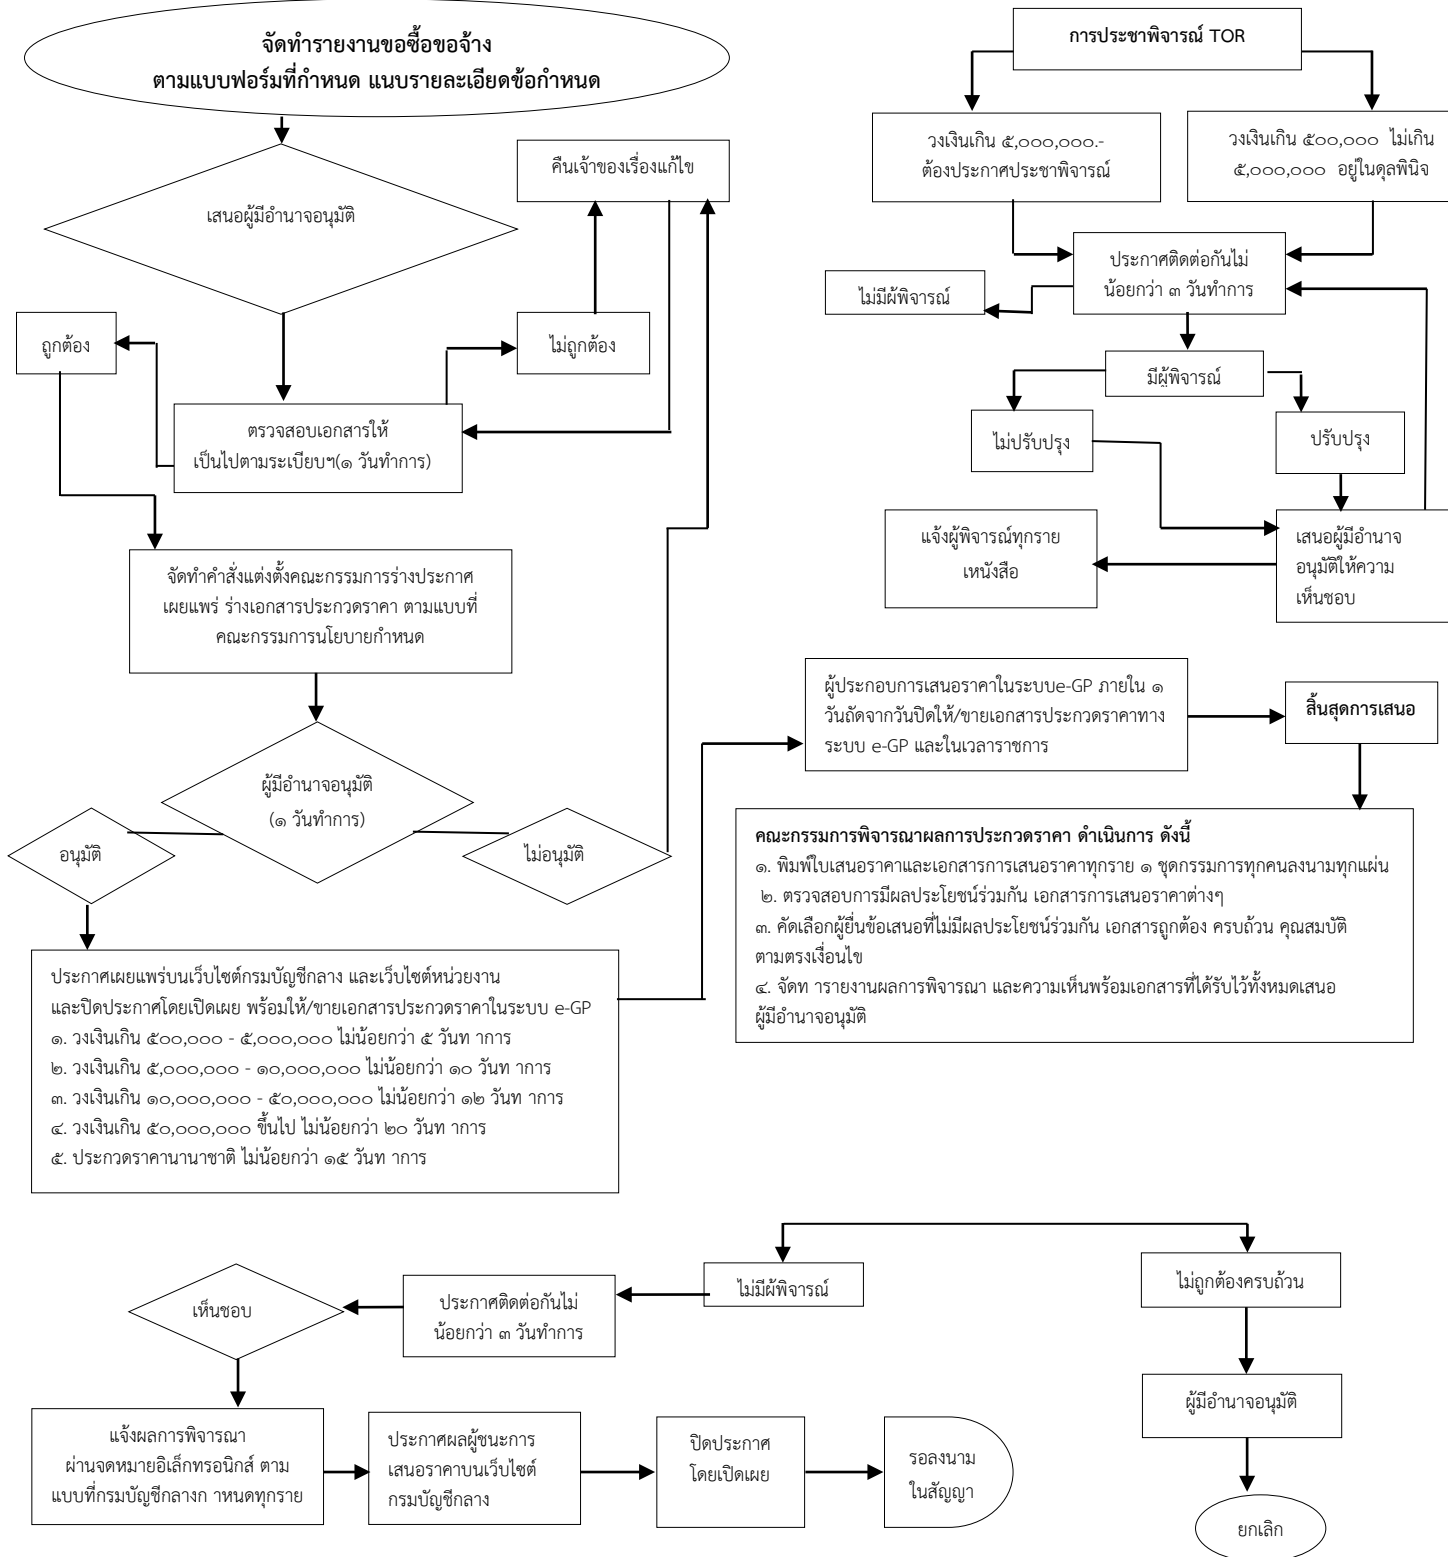 จัดทำรายงานขอซื้อขอจ้าง
ตามแบบฟอร์มที่กำหนด แนบรายละเอียดข้อกำหนด
เสนอผู้มีอำนาจอนุมัติ
คืนเจ้าของเรื่องแก้ไข
ถูกต้อง
ไม่ถูกต้อง
ตรวจสอบเอกสารให้
เป็นไปตามระเบียบฯ(๑ วันทำการ)
จัดทำคำสั่งแต่งตั้งคณะกรรมการร่างประกาศ
เผยแพร่ ร่างเอกสารประกวดราคา ตามแบบที่
คณะกรรมการนโยบายกำหนด
ผู้มีอำนาจอนุมัติ
(๑ วันทำการ)
อนุมัติ
ไม่อนุมัติ
ประกาศเผยแพร่บนเว็บไซต์กรมบัญชีกลาง และเว็บไซต์หน่วยงาน
และปิดประกาศโดยเปิดเผย พร้อมให้/ขายเอกสารประกวดราคาในระบบ e-GP
๑. วงเงินเกิน ๕๐๐,๐๐๐ - ๕,๐๐๐,๐๐๐ ไม่น้อยกว่า ๕ วันท าการ
๒. วงเงินเกิน ๕,๐๐๐,๐๐๐ - ๑๐,๐๐๐,๐๐๐ ไม่น้อยกว่า ๑๐ วันท าการ
๓. วงเงินเกิน ๑๐,๐๐๐,๐๐๐ - ๕๐,๐๐๐,๐๐๐ ไม่น้อยกว่า ๑๒ วันท าการ
๔. วงเงินเกิน ๕๐,๐๐๐,๐๐๐ ขึ้นไป ไม่น้อยกว่า ๒๐ วันท าการ
๕. ประกวดราคานานาชาติ ไม่น้อยกว่า ๑๕ วันท าการ
การประชาพิจารณ์ TOR
วงเงินเกิน ๕,๐๐๐,๐๐๐.-
ต้องประกาศประชาพิจารณ์
วงเงินเกิน ๕๐๐,๐๐๐ ไม่เกิน
๕,๐๐๐,๐๐๐ อยู่ในดุลพินิจ
ประกาศติดต่อกันไม่
น้อยกว่า ๓ วันทำการ
ไม่มีผู้พิจารณ์
มีผู้พิจารณ์
ไม่ปรับปรุง
ปรับปรุง
แจ้งผู้พิจารณ์ทุกราย
เหนังสือ
เสนอผู้มีอำนาจ
อนุมัติให้ความ
เห็นชอบ
ผู้ประกอบการเสนอราคาในระบบe-GP ภายใน ๑
วันถัดจากวันปิดให้/ขายเอกสารประกวดราคาทาง
ระบบ e-GP และในเวลาราชการ
สิ้นสุดการเสนอ
คณะกรรมการพิจารณาผลการประกวดราคา ดำเนินการ ดังนี้
๑. พิมพ์ใบเสนอราคาและเอกสารการเสนอราคาทุกราย ๑ ชุดกรรมการทุกคนลงนามทุกแผ่น
๒. ตรวจสอบการมีผลประโยชน์ร่วมกัน เอกสารการเสนอราคาต่างๆ
๓. คัดเลือกผู้ยื่นข้อเสนอที่ไม่มีผลประโยชน์ร่วมกัน เอกสารถูกต้อง ครบถ้วน คุณสมบัติ
ตามตรงเงื่อนไข
๔. จัดท ารายงานผลการพิจารณา และความเห็นพร้อมเอกสารที่ได้รับไว้ทั้งหมดเสนอ
ผู้มีอำนาจอนุมัติ
ไม่มีผู้พิจารณ์
ไม่ถูกต้องครบถ้วน
ประกาศติดต่อกันไม่
น้อยกว่า ๓ วันทำการ
เห็นชอบ
ผู้มีอำนาจอนุมัติ
แจ้งผลการพิจารณา
ผ่านจดหมายอิเล็กทรอนิกส์ ตาม
แบบที่กรมบัญชีกลางก าหนดทุกราย
ประกาศผลผู้ชนะการ
เสนอราคาบนเว็บไซต์
กรมบัญชีกลาง
ปิดประกาศ
โดยเปิดเผย
รอลงนาม
ในสัญญา
ยกเลิก